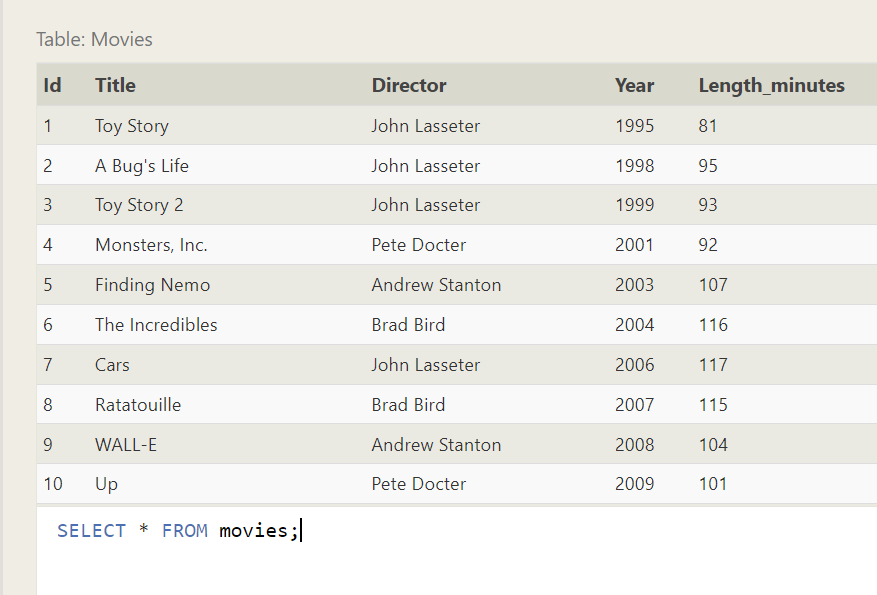 Table: Movies
Id Title Director Year Length_minutes
1 Toy Story John Lasseter 1995 81
2 A Bug's Life John Lasseter 1998 95
3 Toy Story 2 John Lasseter 1999 93
4 Monsters, Inc. Pete Docter 2001 92
5 Finding Nemo Andrew Stanton 2003 107
6 The Incredibles Brad Bird 2004 116
7 Cars John Lasseter 2006 117
8 Ratatouille Brad Bird 2007 115
9 WALL-E Andrew Stanton 2008 104
10 Up Pete Docter 2009 101
SELECT * FROM movies;